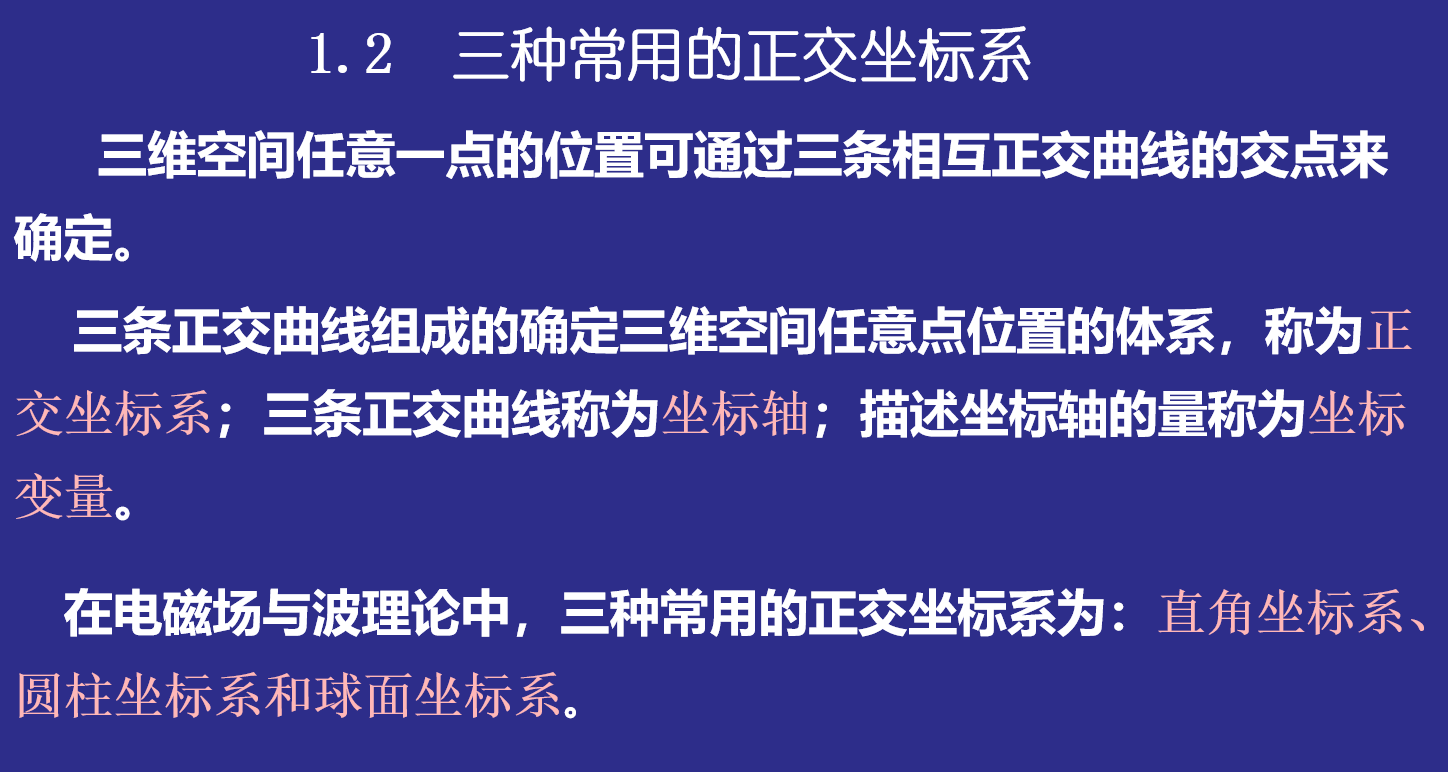 1.2 三种常用的正交坐标系
三维空间任意一点的位置可通过三条相互正交曲线的交点来
确定。
三条正交曲线组成的确定三维空间任意点位置的体系，称为正
交坐标系；三条正交曲线称为坐标轴；描述坐标轴的量称为坐标
变量。
在电磁场与波理论中，三种常用的正交坐标系为：直角坐标系、
圆柱坐标系和球面坐标系。